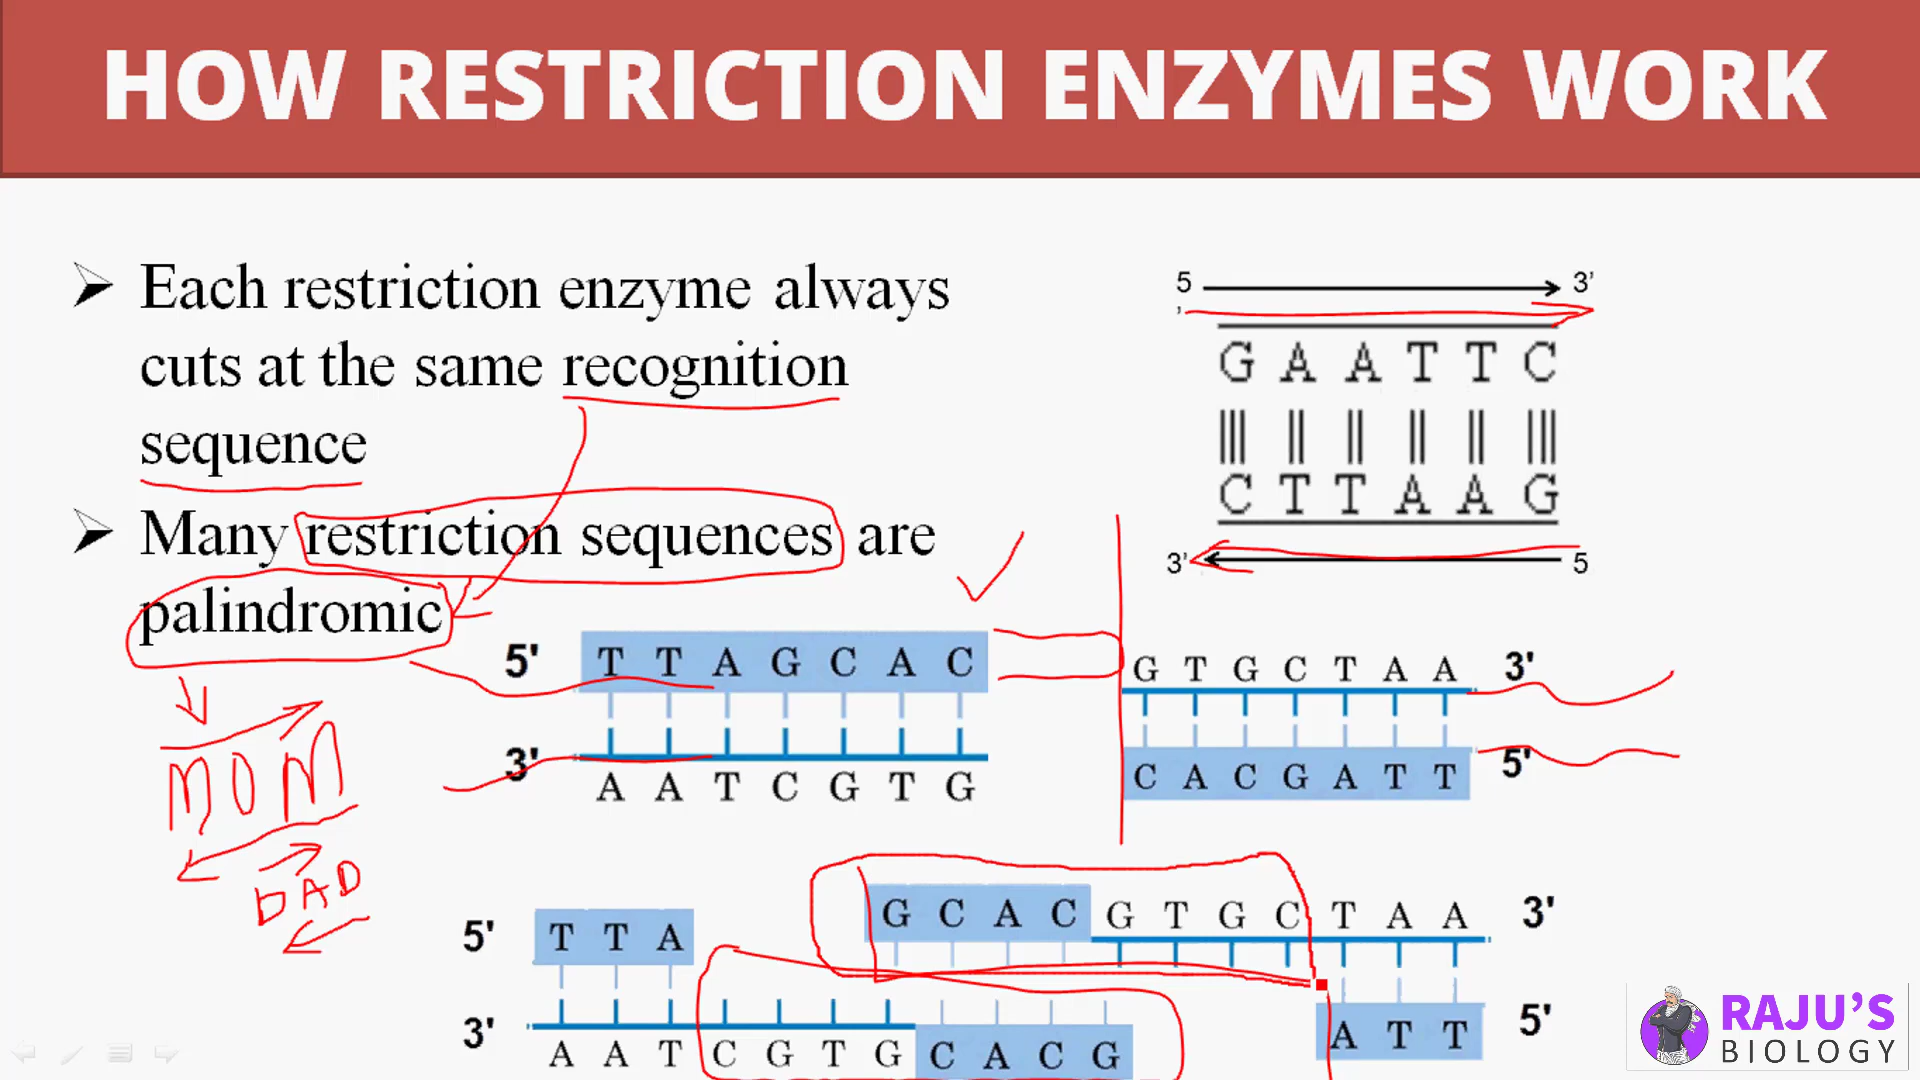 HOW RESTRICTION ENZYMES WORK
Each restriction enzyme always
cuts at the same recognition
sequence
Many restriction sequences are
palindromic
5 3’
’
G A A T T C
C T T A A G
3’ 5
5' T T A G C A C G T G C T A A 3'
3' A A T C G T G C A C G A T T 5'
MOM
DAD
5' T T A G C A C G T G C T A A 3'
3' A A T C G T G C A C G A T T 5'
RAJU’S
BIOLOGY